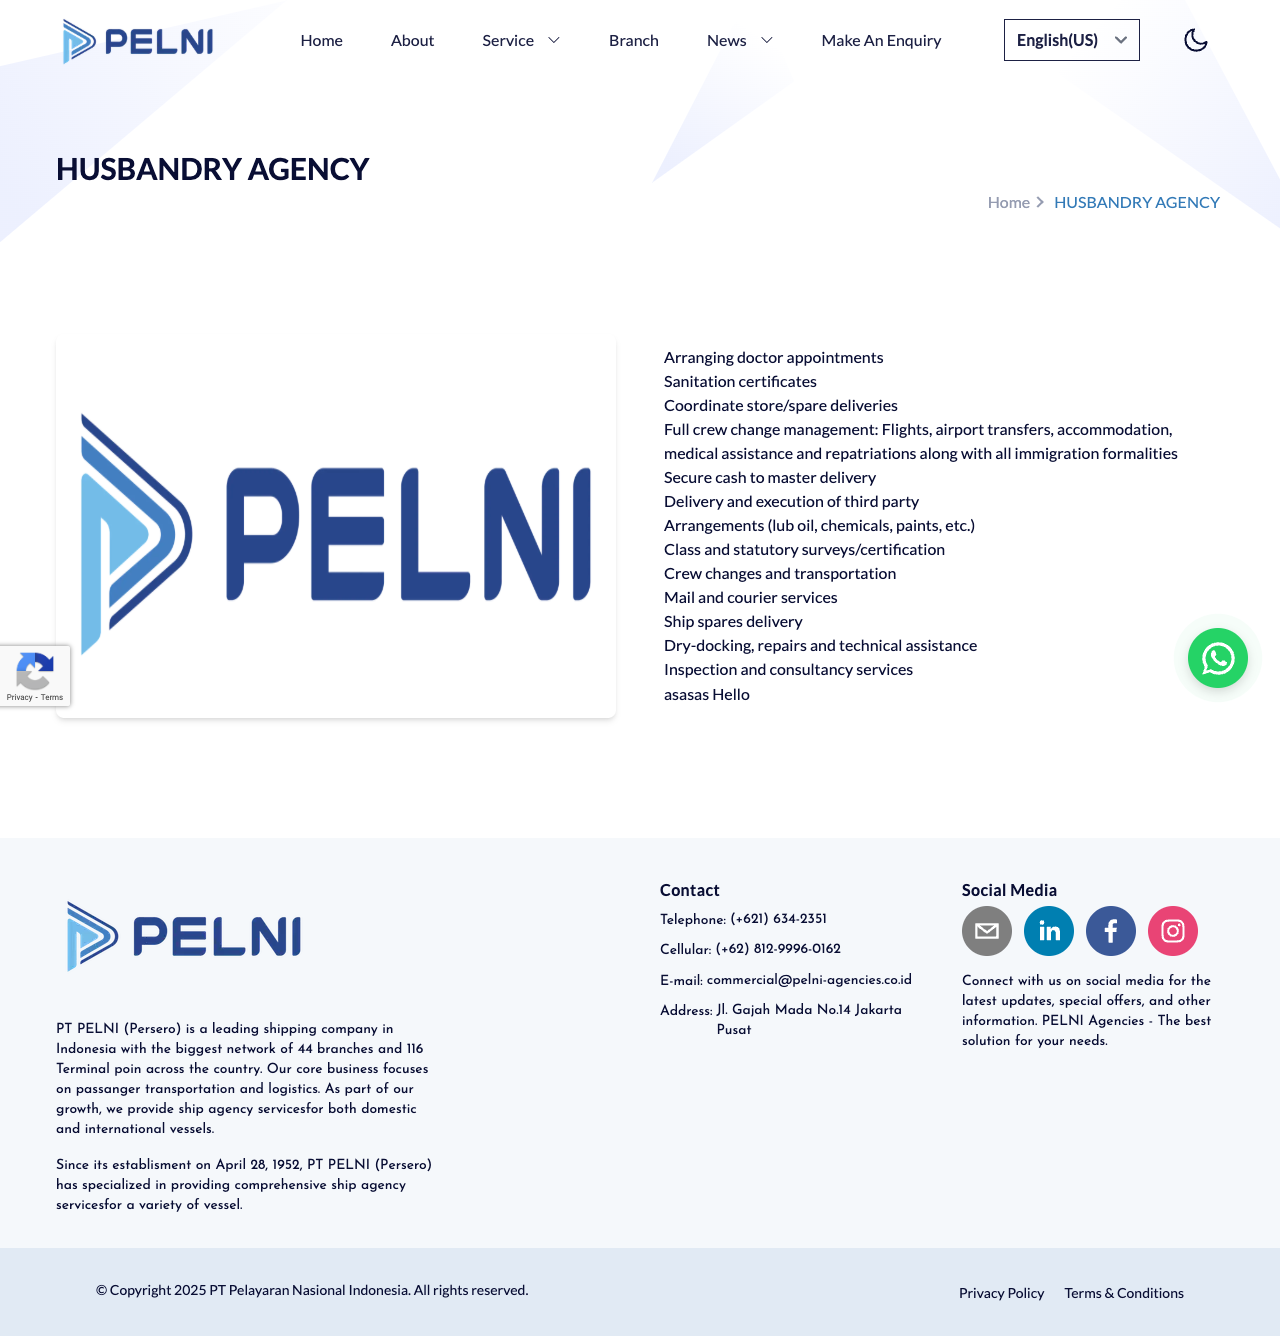 PELNI
Home
About
Service
Branch
News
Make An Enquiry
English(US)
HUSBANDRY AGENCY
Home
HUSBANDRY AGENCY
PELNI
Arranging doctor appointments
Sanitation certificates
Coordinate store/spare deliveries
Full crew change management: Flights, airport transfers, accommodation,
medical assistance and repatriations along with all immigration formalities
Secure cash to master delivery
Delivery and execution of third party
Arrangements (lub oil, chemicals, paints, etc.)
Class and statutory surveys/certification
Crew changes and transportation
Mail and courier services
Ship spares delivery
Dry-docking, repairs and technical assistance
Inspection and consultancy services
asasas Hello
Privacy - Terms
PELNI
PT PELNI (Persero) is a leading shipping company in
Indonesia with the biggest network of 44 branches and 116
Terminal poin across the country. Our core business focuses
on passanger transportation and logistics. As part of our
growth, we provide ship agency servicesfor both domestic
and international vessels.
Since its establisment on April 28, 1952, PT PELNI (Persero)
has specialized in providing comprehensive ship agency
servicesfor a variety of vessel.
Contact
Telephone: (+621) 634-2351
Cellular: (+62) 812-9996-0162
E-mail: commercial@pelni-agencies.co.id
Address: Jl. Gajah Mada No.14 Jakarta
Pusat
Social Media
in
f
Connect with us on social media for the
latest updates, special offers, and other
information. PELNI Agencies - The best
solution for your needs.
© Copyright 2025 PT Pelayaran Nasional Indonesia. All rights reserved.
Privacy Policy
Terms & Conditions